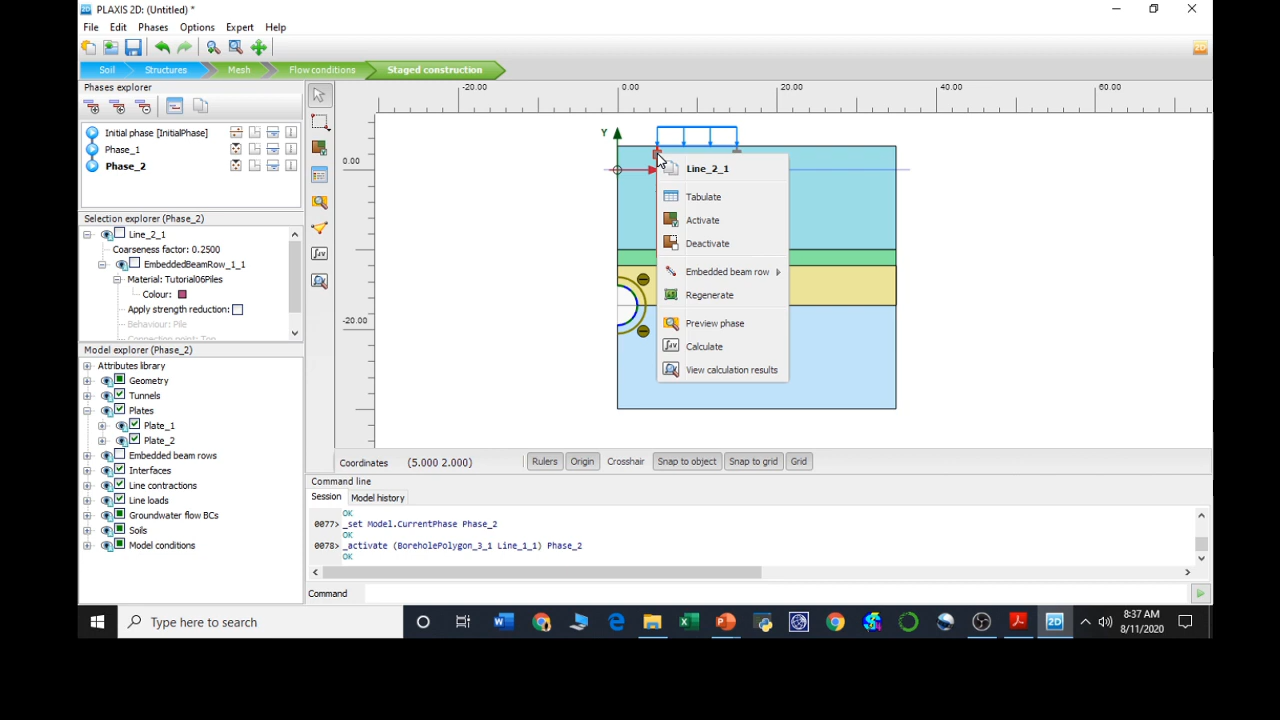 PLAXIS 2D: (Untitled) *
File Edit Phases Options Expert Help
Soil Structures Mesh Flow conditions Staged construction
Phases explorer
Initial phase [InitialPhase]
Phase_1
Phase_2
Selection explorer (Phase_2)
Line_2_1
Coarseness factor: 0.2500
EmbeddedBeamRow_1_1
Material: Tutorial06Piles
Colour:
Apply strength reduction:
Behaviour: Pile
Connection point: Top
Model explorer (Phase_2)
Attributes library
Geometry
Tunnels
Plates
Plate_1
Plate_2
Embedded beam rows
Interfaces
Line contractions
Line loads
Groundwater flow BCs
Soils
Model conditions
-20.00 0.00 20.00 40.00 60.00
Y
0.00
-20.00
Line_2_1
Tabulate
Activate
Deactivate
Embedded beam row
Regenerate
Preview phase
Calculate
View calculation results
Coordinates (5.000 2.000) Rulers Origin Crosshair Snap to object Snap to grid Grid
Command line
Session Model history
OK
0077> _set Model.CurrentPhase Phase_2
OK
0078> _activate (BoreholePolygon_3_1 Line_1_1) Phase_2
OK
Command
2D
Type here to search
2D
8:37 AM
8/11/2020